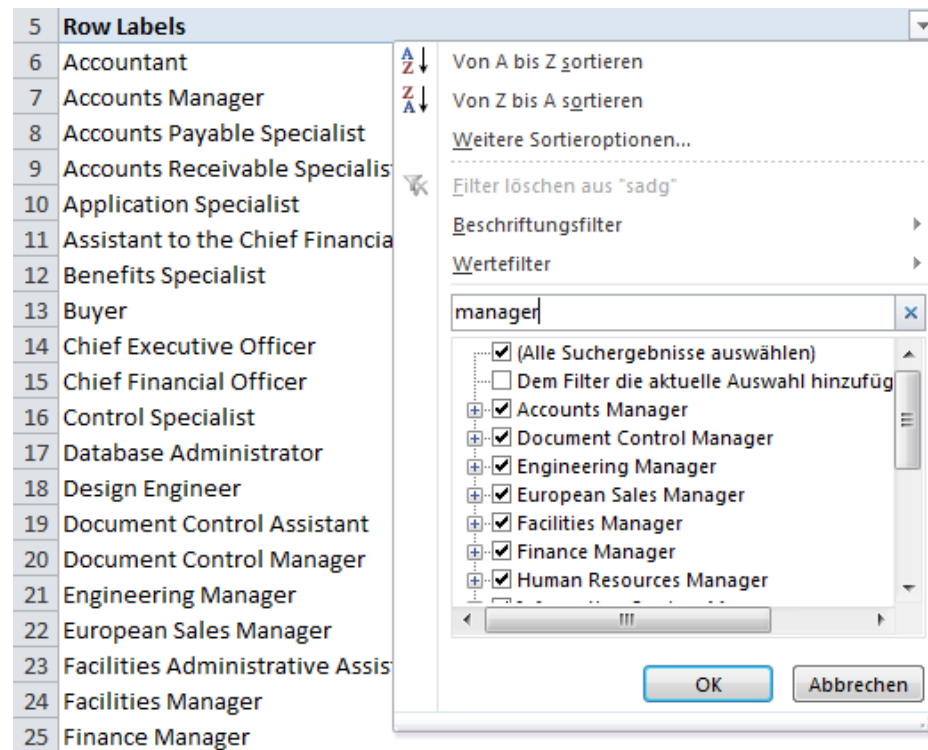 5 Row Labels
6 Accountant
7 Accounts Manager
8 Accounts Payable Specialist
9 Accounts Receivable Specialis
10 Application Specialist
11 Assistant to the Chief Financia
12 Benefits Specialist
13 Buyer
14 Chief Executive Officer
15 Chief Financial Officer
16 Control Specialist
17 Database Administrator
18 Design Engineer
19 Document Control Assistant
20 Document Control Manager
21 Engineering Manager
22 European Sales Manager
23 Facilities Administrative Assis
24 Facilities Manager
25 Finance Manager
Von A bis Z sortieren
Von Z bis A sortieren
Weitere Sortieroptionen...
Filter löschen aus "sadg"
Beschriftungsfilter
Wertefilter
manager
(Alle Suchergebnisse auswählen)
Dem Filter die aktuelle Auswahl hinzufüg
Accounts Manager
Document Control Manager
Engineering Manager
European Sales Manager
Facilities Manager
Finance Manager
Human Resources Manager
OK Abbrechen